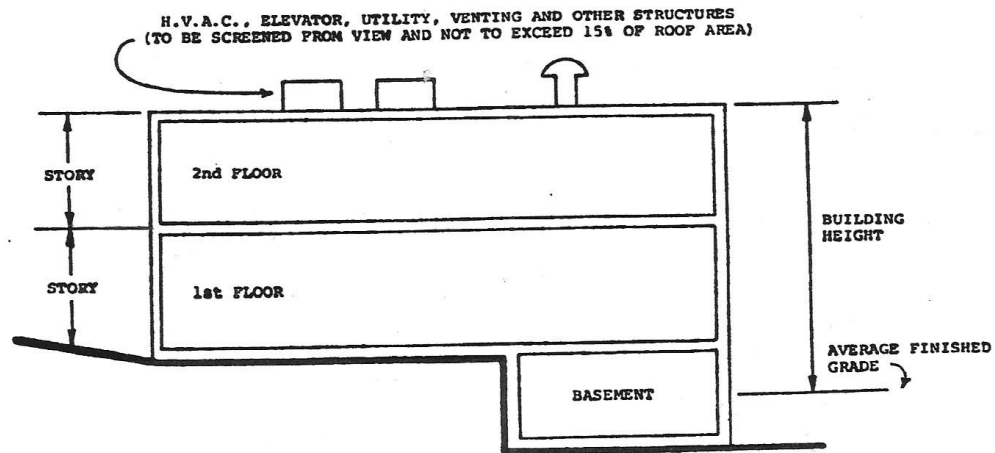 H.V.A.C., ELEVATOR, UTILITY, VENTING AND OTHER STRUCTURES
(TO BE SCREENED FROM VIEW AND NOT TO EXCEED 15% OF ROOF AREA)
STORY
2nd FLOOR
BUILDING
HEIGHT
STORY
1st FLOOR
AVERAGE FINISHED
GRADE
BASEMENT